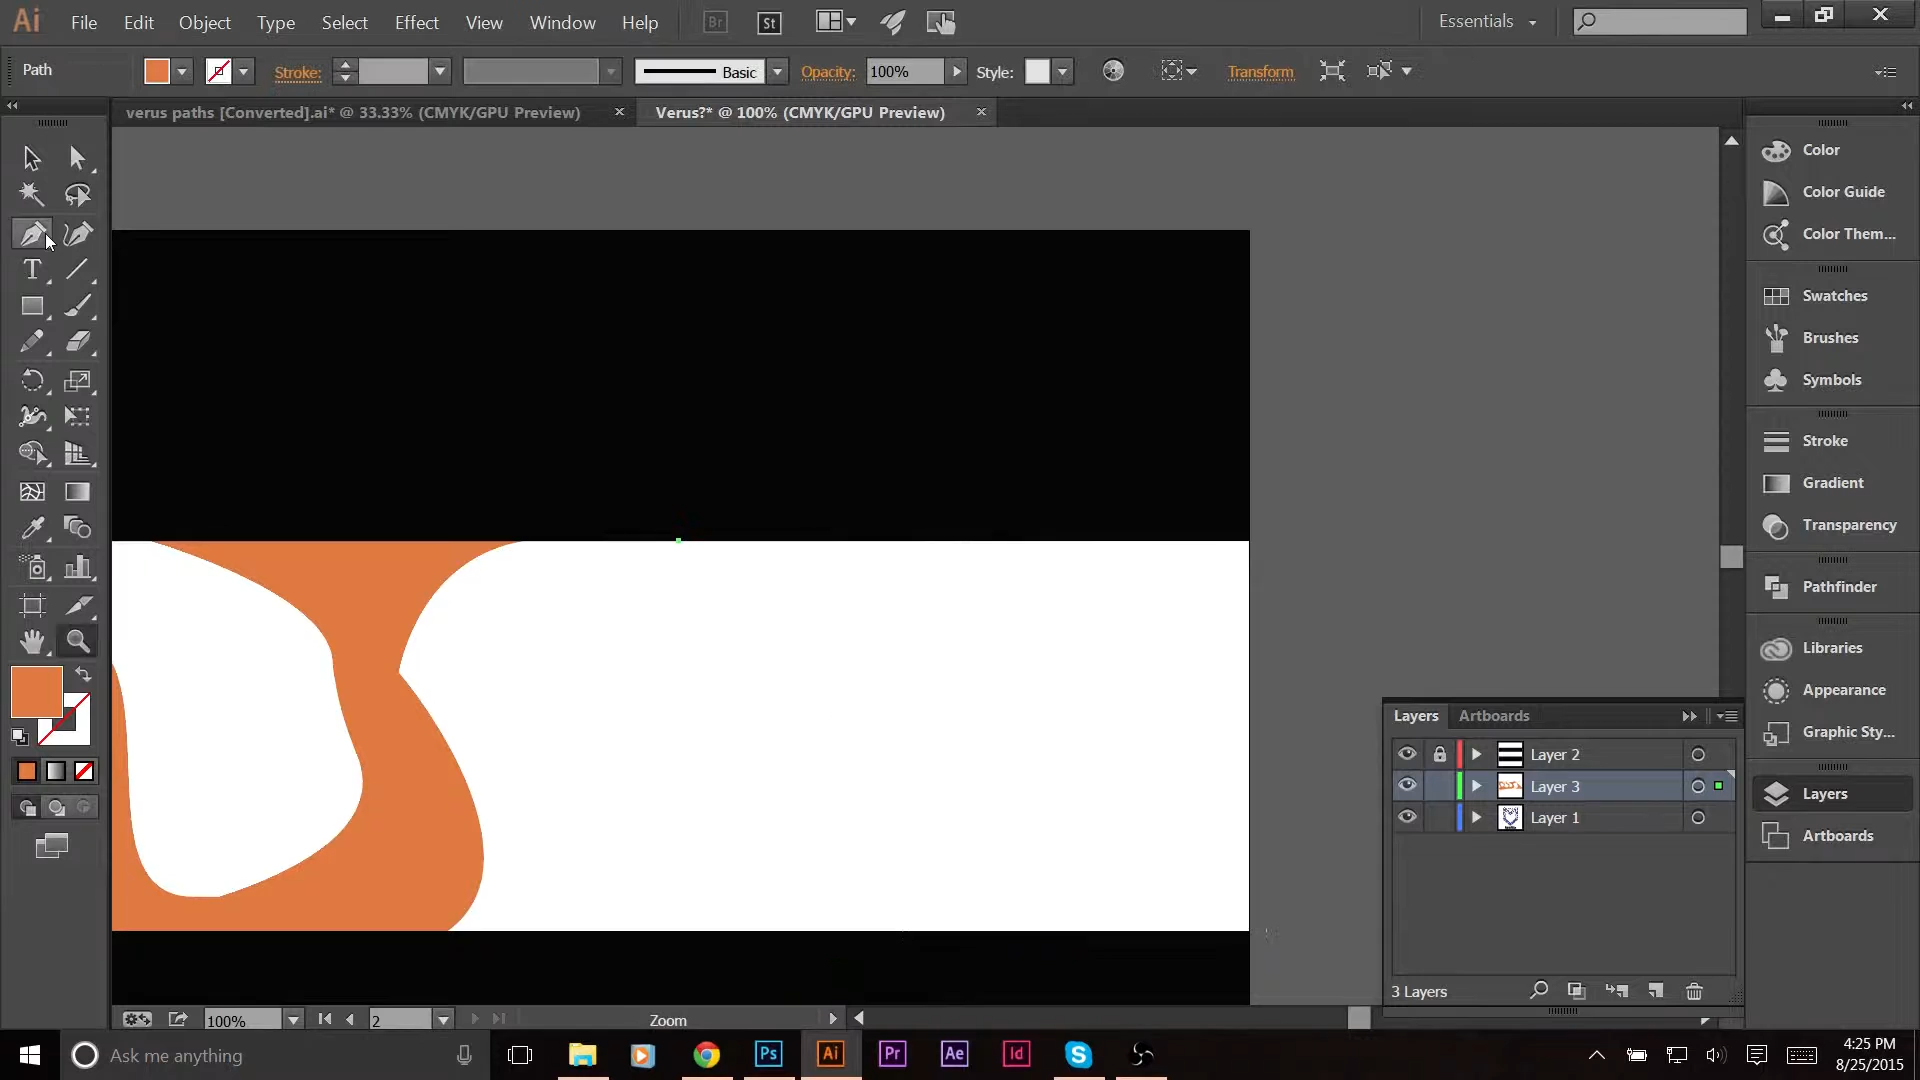 Ai File Edit Object Select Type Effect View Window Help Br St Essentials
Path Stroke: Basic Opacity: 100% Style: Transform
verus paths [Converted].ai* @ 33.33% (CMYK/GPU Preview) Verus?* @ 100% (CMYK/GPU Preview)
Color
Color Guide
Color Them...
Swatches
Brushes
Symbols
Stroke
Gradient
Transparency
Pathfinder
Libraries
Appearance
Graphic Sty...
Layers
Artboards
Layers Artboards
Layer 2
Layer 3
Layer 1
3 Layers
100% 2 Zoom
Ask me anything Ps Ai Pr Ae Id
4:25 PM
8/25/2015